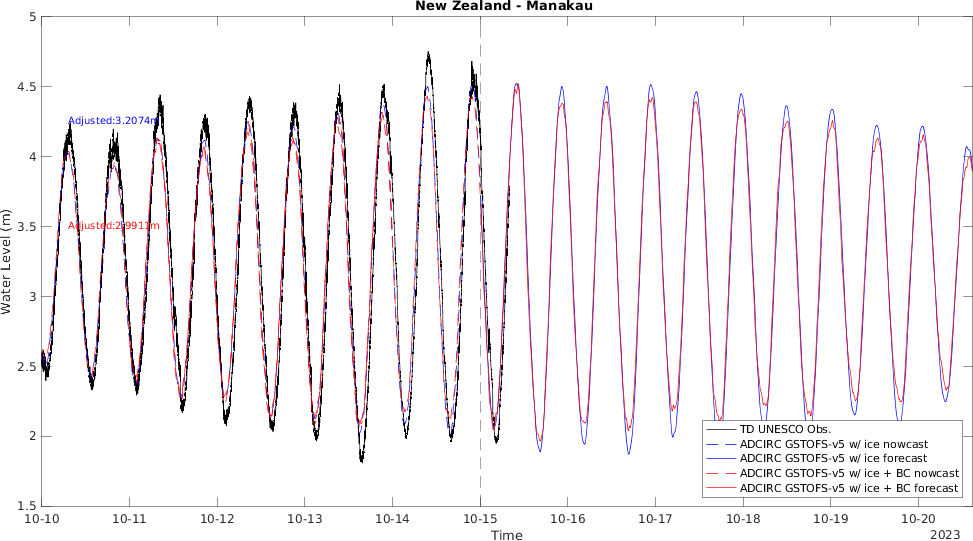 New Zealand - Manakau
5
4.5
4
3.5
3
2.5
2
1.5
Water Level (m)
Adjusted:3.2074m
Adjusted:2.9911m
TD UNESCO Obs.
ADCIRC GSTOFS-v5 w/ ice nowcast
ADCIRC GSTOFS-v5 w/ ice forecast
ADCIRC GSTOFS-v5 w/ ice + BC nowcast
ADCIRC GSTOFS-v5 w/ ice + BC forecast
10-10 10-11 10-12 10-13 10-14 10-15 10-16 10-17 10-18 10-19 10-20
Time
2023